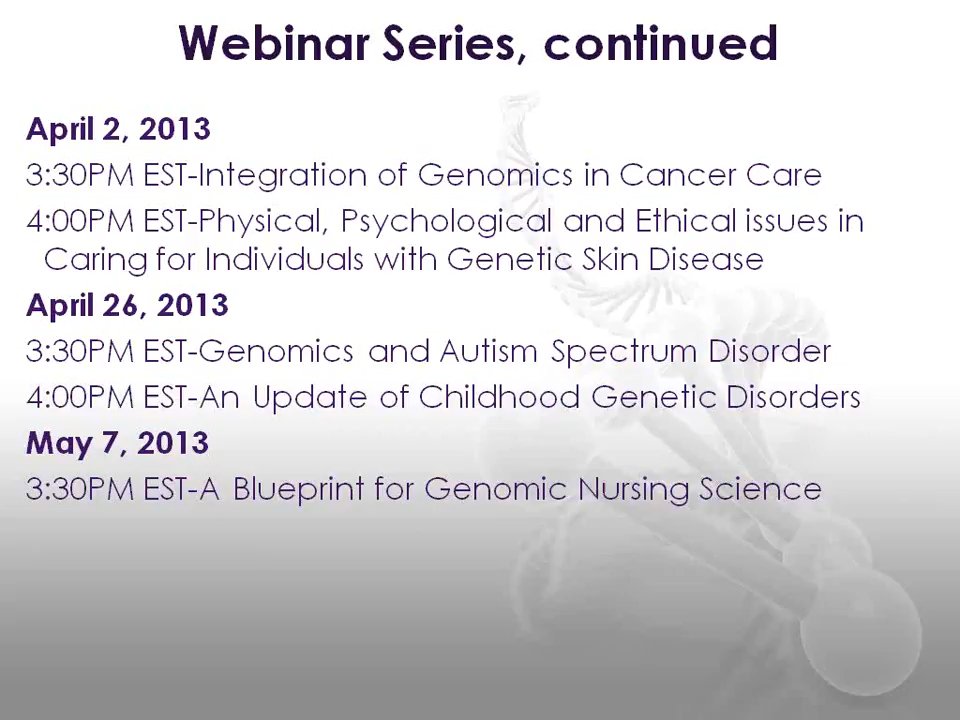 Webinar Series, continued
April 2, 2013
3:30PM EST-Integration of Genomics in Cancer Care
4:00PM EST-Physical, Psychological and Ethical issues in
Caring for Individuals with Genetic Skin Disease
April 26, 2013
3:30PM EST-Genomics and Autism Spectrum Disorder
4:00PM EST-An Update of Childhood Genetic Disorders
May 7, 2013
3:30PM EST-A Blueprint for Genomic Nursing Science